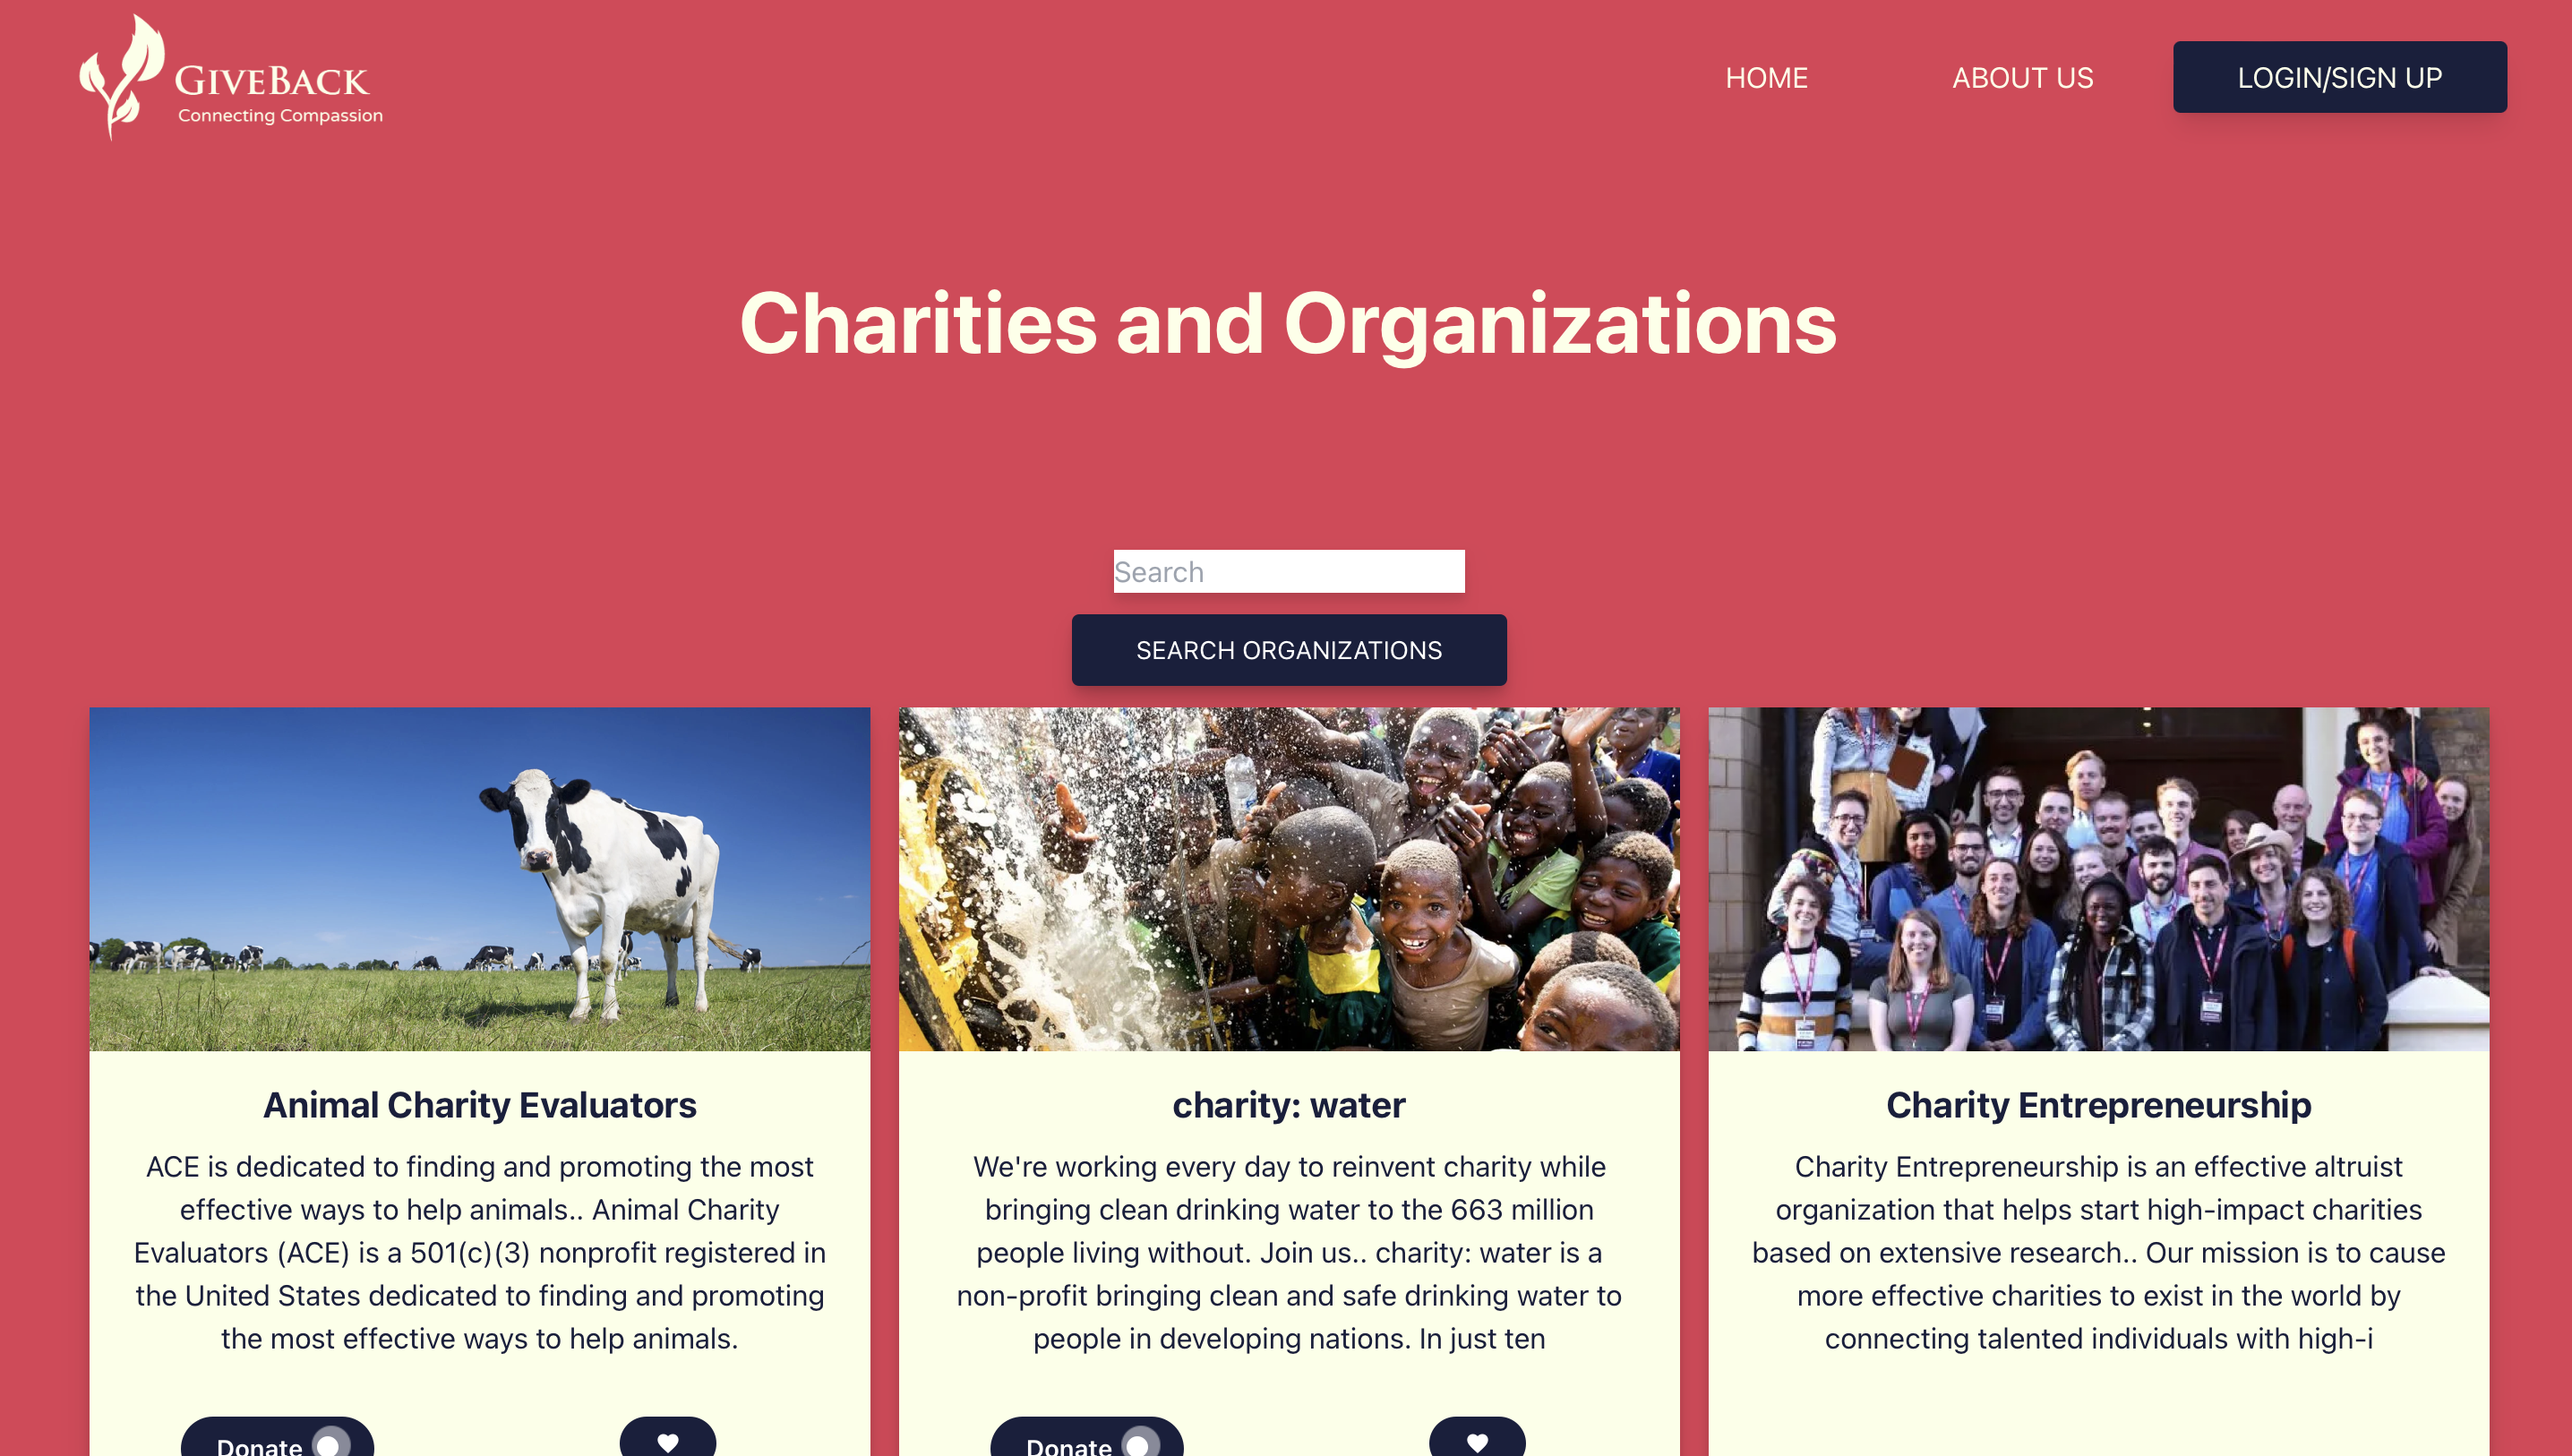 GIVEBACK
Connecting Compassion
HOME
ABOUT US
LOGIN/SIGN UP
Charities and Organizations
Search
SEARCH ORGANIZATIONS
Animal Charity Evaluators
ACE is dedicated to finding and promoting the most
effective ways to help animals.. Animal Charity
Evaluators (ACE) is a 501(c)(3) nonprofit registered in
the United States dedicated to finding and promoting
the most effective ways to help animals.
Donate
charity: water
We're working every day to reinvent charity while
bringing clean drinking water to the 663 million
people living without. Join us.. charity: water is a
non-profit bringing clean and safe drinking water to
people in developing nations. In just ten
Donate
Charity Entrepreneurship
Charity Entrepreneurship is an effective altruist
organization that helps start high-impact charities
based on extensive research.. Our mission is to cause
more effective charities to exist in the world by
connecting talented individuals with high-i